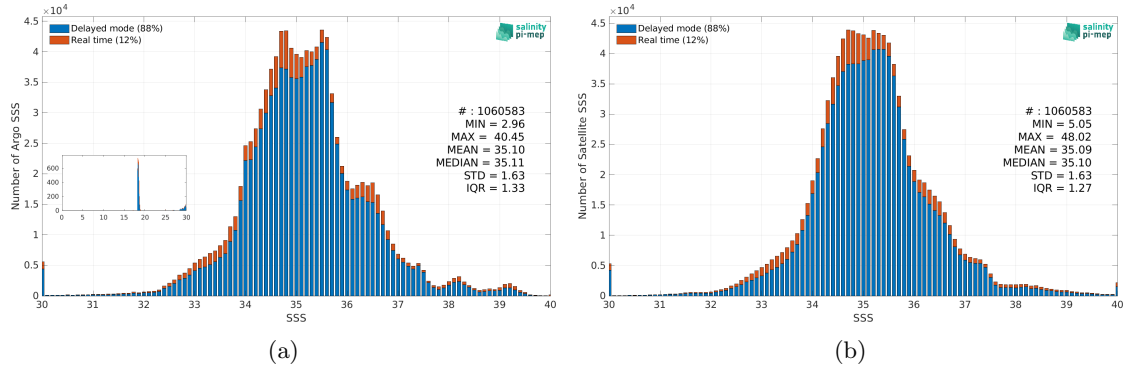 ×10^4
Delayed mode (88%)
Real time (12%)
salinity
pi-mep
Number of Argo SSS
4.5
4
3.5
3
2.5
2
1.5
1
0.5
0
# : 1060583
MIN = 2.96
MAX = 40.45
MEAN = 35.10
MEDIAN = 35.11
STD = 1.63
IQR = 1.33
600
400
200
0
0 5 10 15 19 25 30
30 31 32 33 34 35 36 37 38 39 40
SSS
(a)
×10^4
Delayed mode (88%)
Real time (12%)
salinity
pi-mep
Number of Satellite SSS
4.5
4
3.5
3
2.5
2
1.5
1
0.5
0
# : 1060583
MIN = 5.05
MAX = 48.02
MEAN = 35.09
MEDIAN = 35.10
STD = 1.63
IQR = 1.27
30 31 32 33 34 35 36 37 38 39 40
SSS
(b)